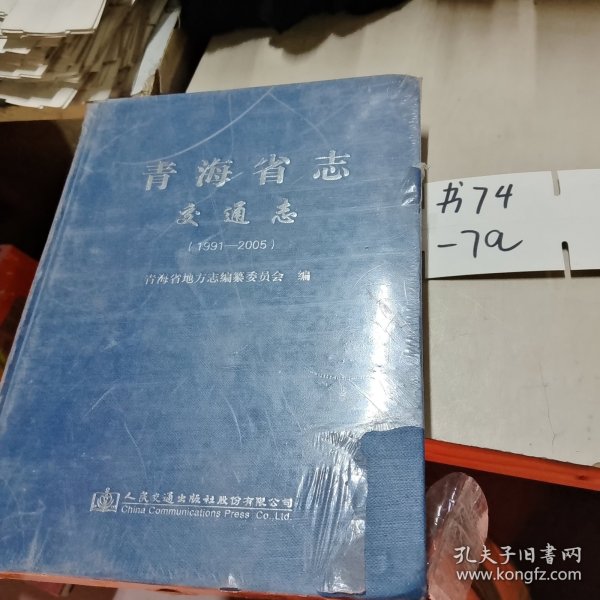 青海省志
交通志
(1991—2005)
青海省地方志编纂委员会 编
人民交通出版社股份有限公司
China Communications Press Co.,Ltd.
书74
-7a
孔夫子旧书网
www.kongfz.com